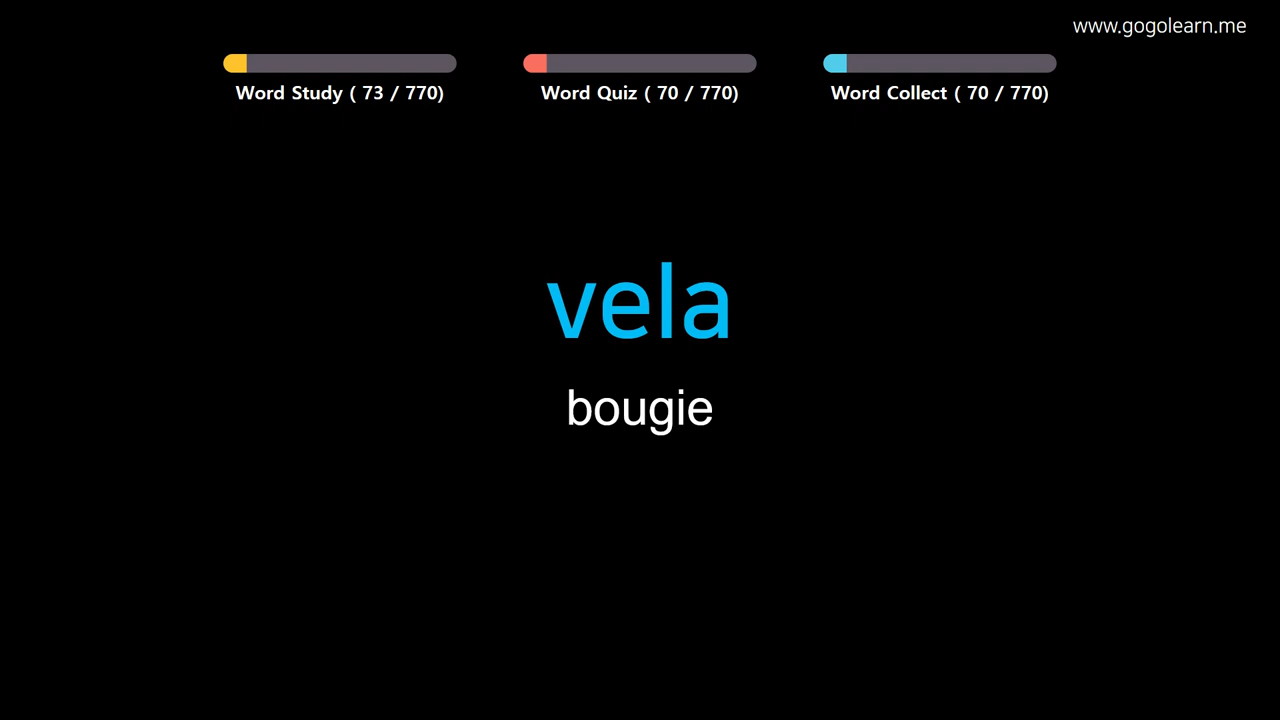 www.gogolearn.me
Word Study ( 73 / 770)
Word Quiz ( 70 / 770)
Word Collect ( 70 / 770)
vela
bougie